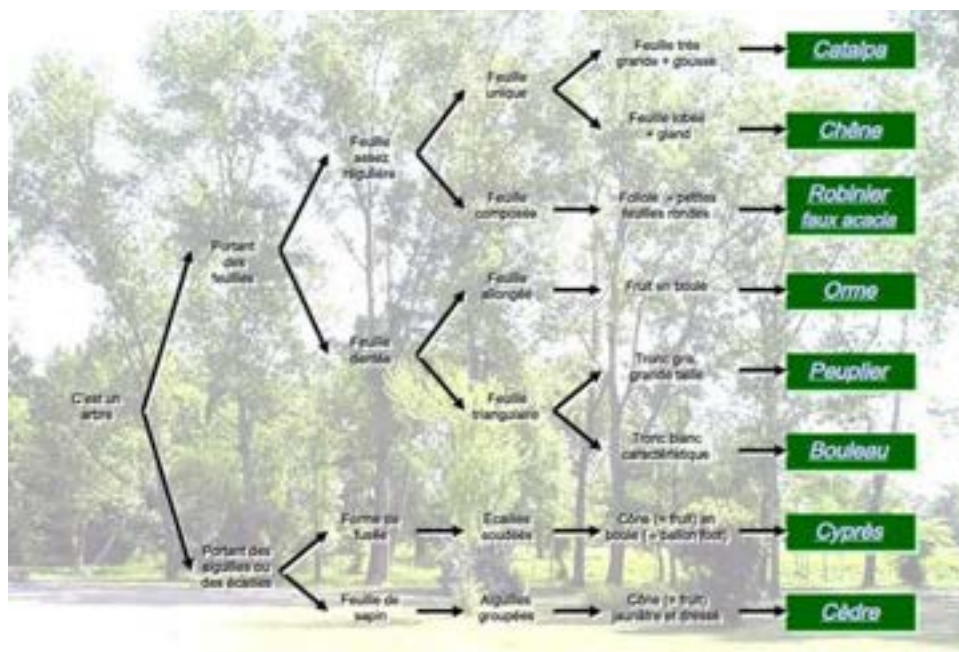 C'est un
arbre
Portant
des
feuilles
Portant des
aiguilles ou
des écailles
Feuille
assez
régulière
Feuille
dentée
Forme de
fusée
Feuille de
sapin
Feuille
unique
Feuille
composée
Feuille
allongée
Feuille
triangulaire
Ecailles
soudées
Aiguilles
groupées
Feuille très
grande + gousse
Feuille lobée
+ gland
Foliole = petites
feuilles rondes
Fruit en boule
Tronc gris,
grande taille
Tronc blanc
caractéristique
Cône (= fruit) en
boule (= ballon foot)
Cône (= fruit)
jaunâtre et dressé
Catalpa
Chêne
Robinier
faux acacia
Orme
Peuplier
Bouleau
Cyprès
Cèdre